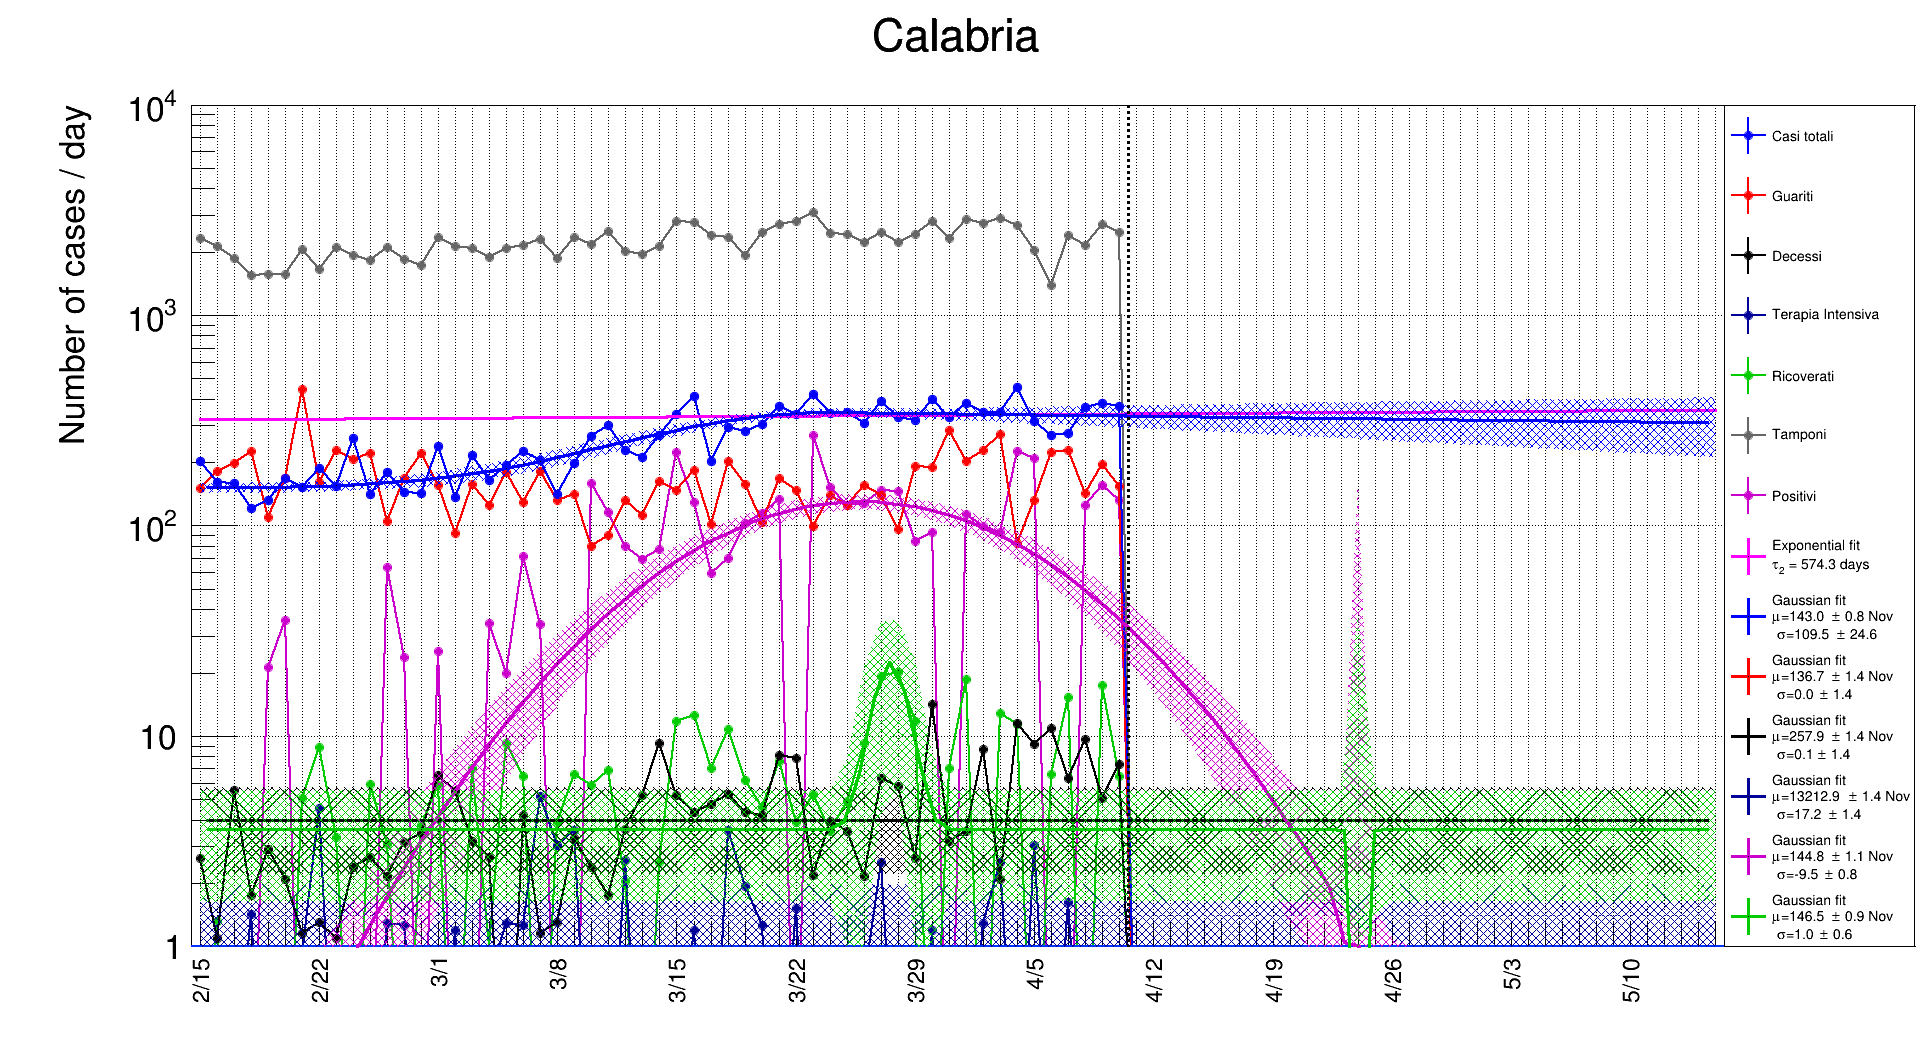 Calabria
Number of cases / day
10⁴
10³
10²
10
1
2/15
2/22
3/1
3/8
3/15
3/22
3/29
4/5
4/12
4/19
4/26
5/3
5/10
Casi totali
Guariti
Decessi
Terapia Intensiva
Ricoverati
Tamponi
Positivi
Exponential fit
τ₂ = 574.3 days
Gaussian fit
μ=143.0 ± 0.8 Nov
σ=109.5 ± 24.6
Gaussian fit
μ=136.7 ± 1.4 Nov
σ=0.0 ± 1.4
Gaussian fit
μ=257.9 ± 1.4 Nov
σ=0.1 ± 1.4
Gaussian fit
μ=13212.9 ± 1.4 Nov
σ=17.2 ± 1.4
Gaussian fit
μ=144.8 ± 1.1 Nov
σ=-9.5 ± 0.8
Gaussian fit
μ=146.5 ± 0.9 Nov
σ=1.0 ± 0.6